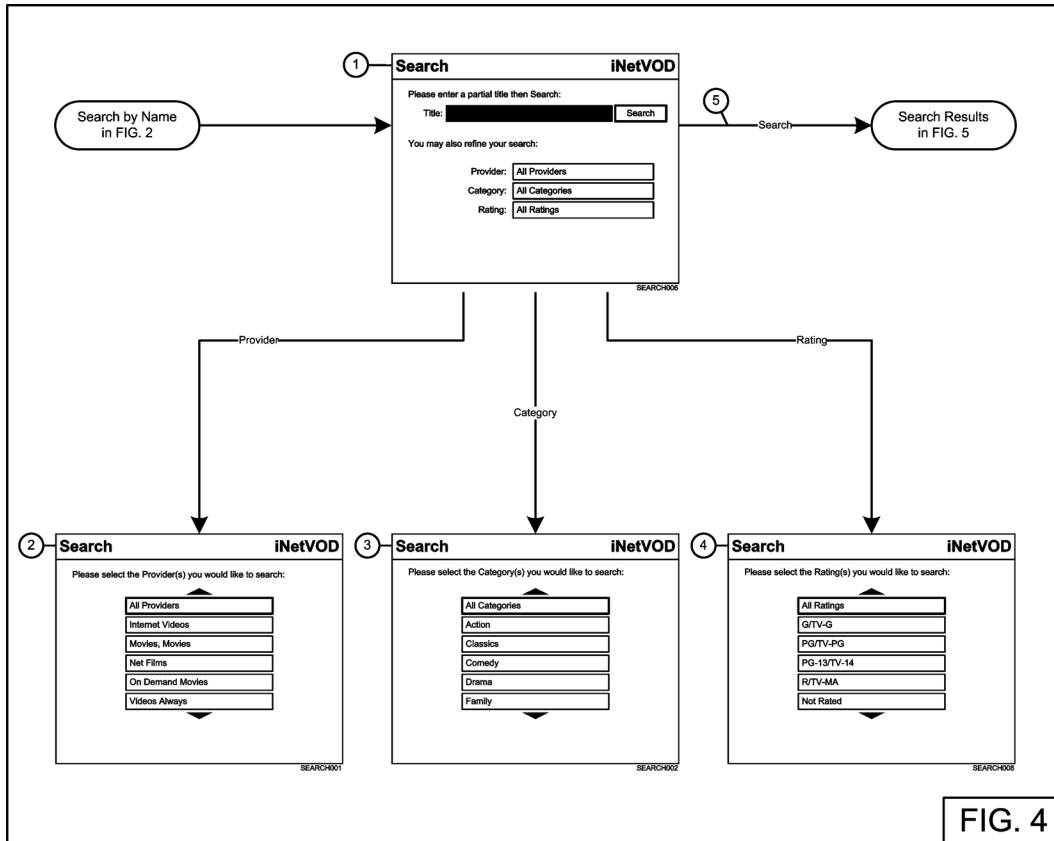 1
Search iNetVOD
Please enter a partial title then Search:
Title: Search
You may also refine your search:
Provider: All Providers
Category: All Categories
Rating: All Ratings
SEARCH006
Search by Name
in FIG. 2
5
Search
Search Results
in FIG. 5
Provider
Category
Rating
2
Search iNetVOD
Please select the Provider(s) you would like to search:
All Providers
Internet Videos
Movies, Movies
Net Films
On Demand Movies
Videos Always
SEARCH001
3
Search iNetVOD
Please select the Category(s) you would like to search:
All Categories
Action
Classics
Comedy
Drama
Family
SEARCH002
4
Search iNetVOD
Please select the Rating(s) you would like to search:
All Ratings
G/TV-G
PG/TV-PG
PG-13/TV-14
R/TV-MA
Not Rated
SEARCH008
FIG. 4